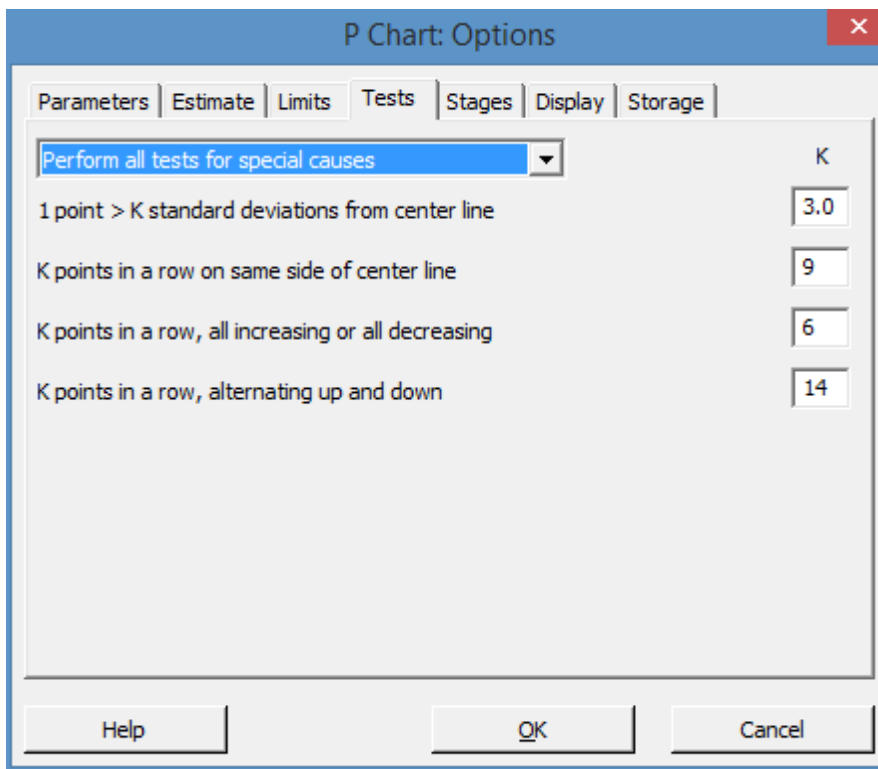 P Chart: Options
Parameters Estimate Limits Tests Stages Display Storage
Perform all tests for special causes K
1 point > K standard deviations from center line 3.0
K points in a row on same side of center line 9
K points in a row, all increasing or all decreasing 6
K points in a row, alternating up and down 14
Help OK Cancel